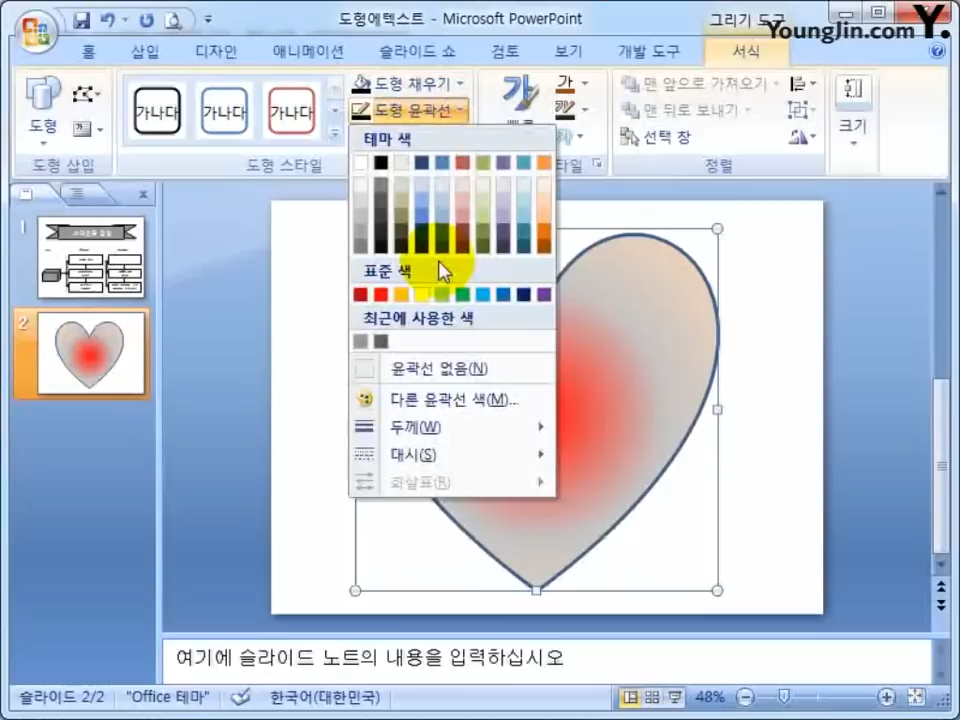 도형에텍스트 - Microsoft PowerPoint
그리기 도구
YoungJin.com Y.
홈 삽입 디자인 애니메이션 슬라이드 쇼 검토 보기 개발 도구 서식
도형
가나다 가나다 가나다
도형 채우기
도형 윤곽선
가
맨 앞으로 가져오기
맨 뒤로 보내기
선택 창
크기
도형 삽입 도형 스타일 정렬
테마 색
표준 색
최근에 사용한 색
윤곽선 없음(N)
다른 윤곽선 색(M)...
두께(W)
대시(S)
화살표(R)
1
2
여기에 슬라이드 노트의 내용을 입력하십시오
슬라이드 2/2 "Office 테마" 한국어(대한민국) 48%